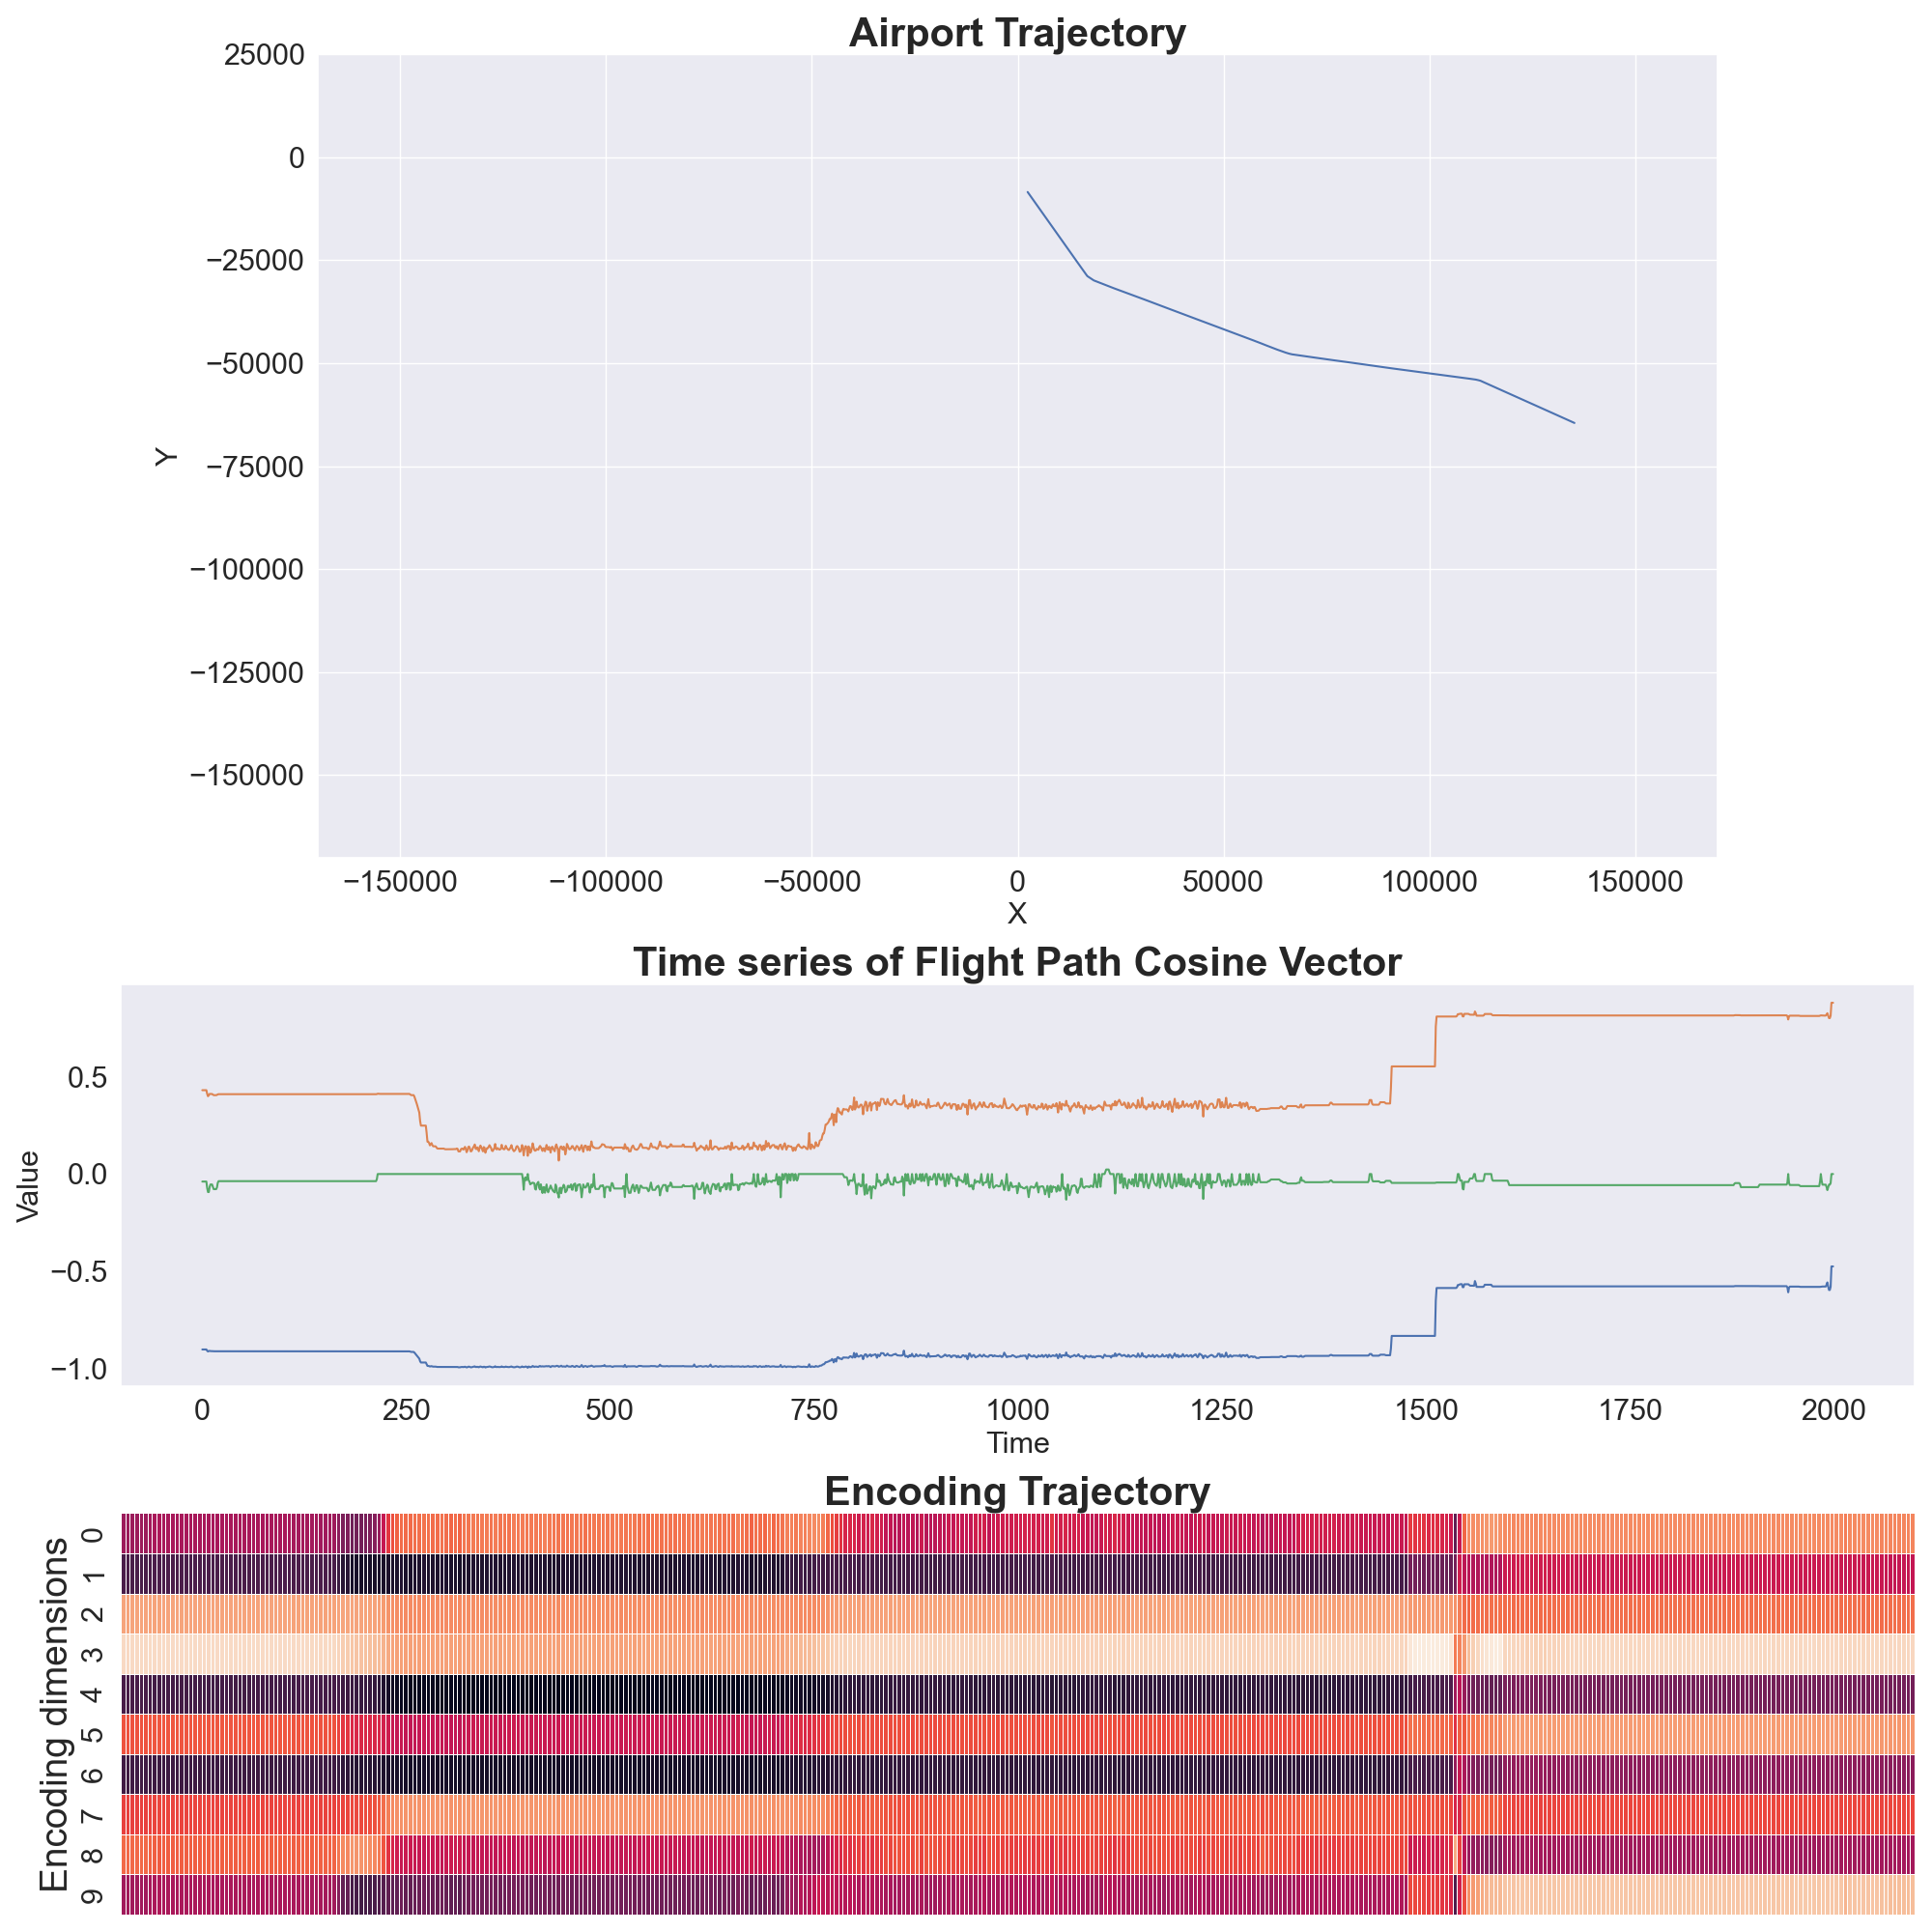 Airport Trajectory
25000
0
−25000
−50000
−75000
−100000
−125000
−150000
Y
−150000 −100000 −50000 0 50000 100000 150000
X
Time series of Flight Path Cosine Vector
0.5
0.0
−0.5
−1.0
Value
0 250 500 750 1000 1250 1500 1750 2000
Time
Encoding Trajectory
Encoding dimensions
0
1
2
3
4
5
6
7
8
9